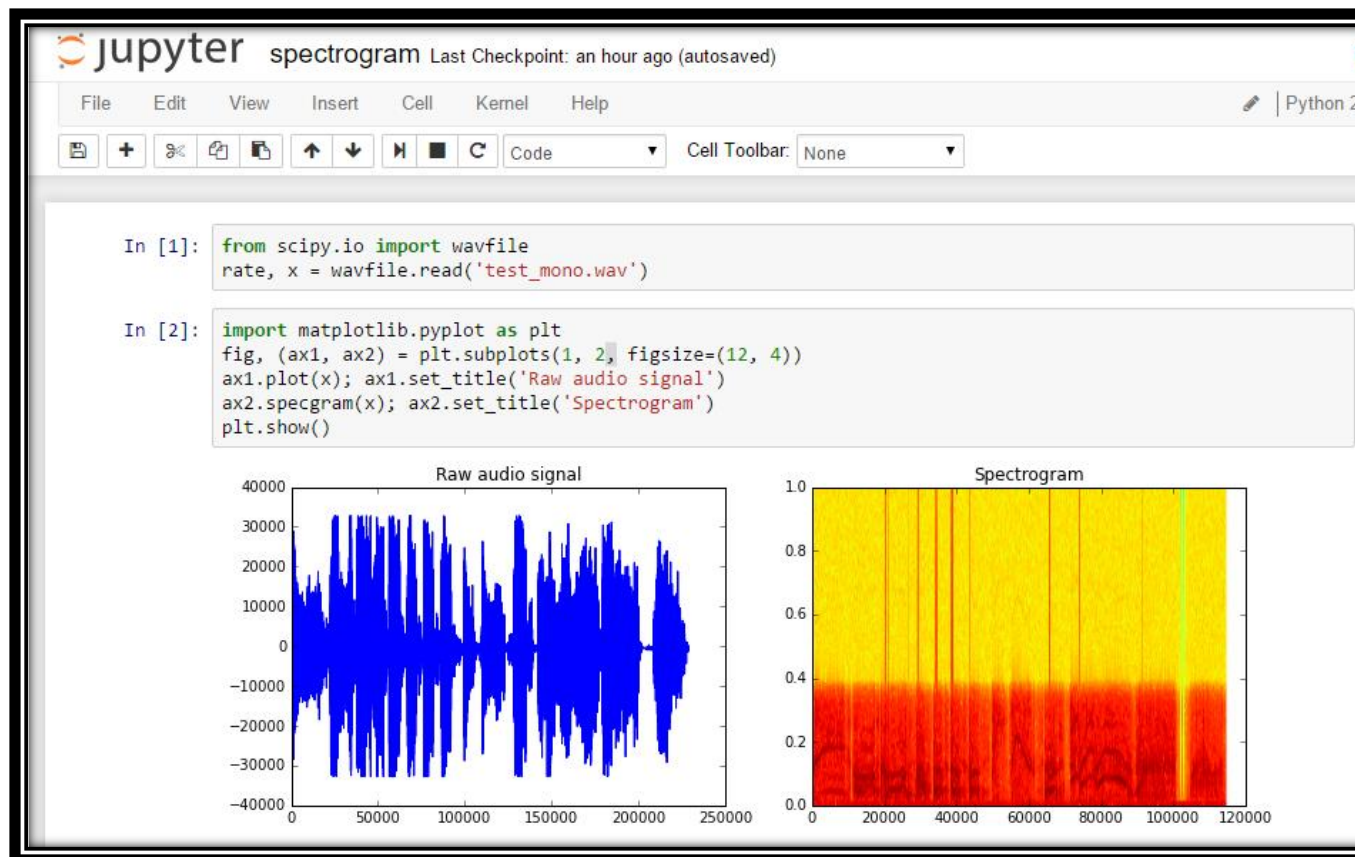 jupyter spectrogram Last Checkpoint: an hour ago (autosaved)
File Edit View Insert Cell Kernel Help Python 2
Code Cell Toolbar: None
In [1]: from scipy.io import wavfile
rate, x = wavfile.read('test_mono.wav')
In [2]: import matplotlib.pyplot as plt
fig, (ax1, ax2) = plt.subplots(1, 2, figsize=(12, 4))
ax1.plot(x); ax1.set_title('Raw audio signal')
ax2.specgram(x); ax2.set_title('Spectrogram')
plt.show()
Raw audio signal
40000
30000
20000
10000
0
−10000
−20000
−30000
−40000
0 50000 100000 150000 200000 250000
Spectrogram
1.0
0.8
0.6
0.4
0.2
0.0
0 20000 40000 60000 80000 100000 120000